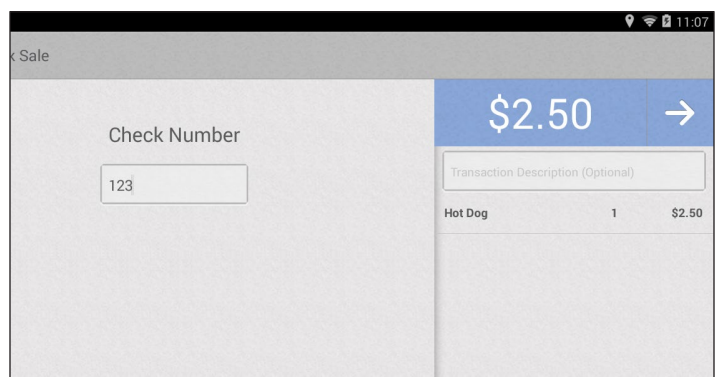 11:07
k Sale
Check Number
123
$2.50
Transaction Description (Optional)
Hot Dog 1 $2.50